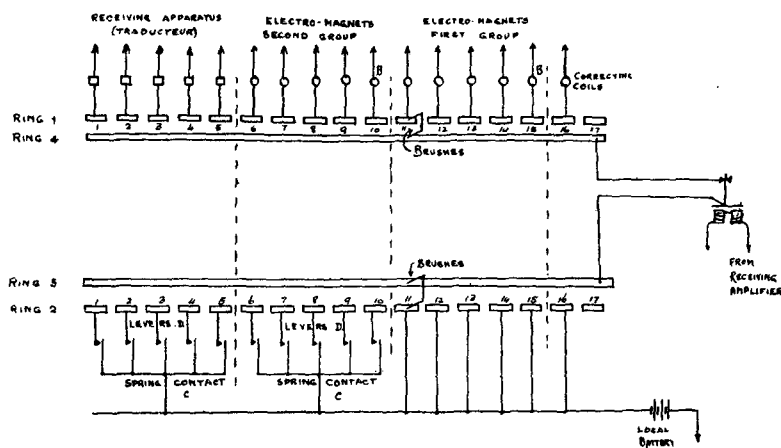 RECEIVING APPARATUS
(TRADUCTEUR)
ELECTRO-MAGNETS
SECOND GROUP
ELECTRO-MAGNETS
FIRST GROUP
B
B
CORRECTING
COILS
RING 1
1 2 3 4 5 6 7 8 9 10 11 12 13 14 15 16 17
RING 4
BRUSHES
FROM
RECEIVING
AMPLIFIER
BRUSHES
RING 3
RING 2
1 2 3 4 5 6 7 8 9 10 11 12 13 14 15 16 17
LEVERS D
LEVERS D.
SPRING CONTACT
C
SPRING CONTACT
C
LOCAL
BATTERY